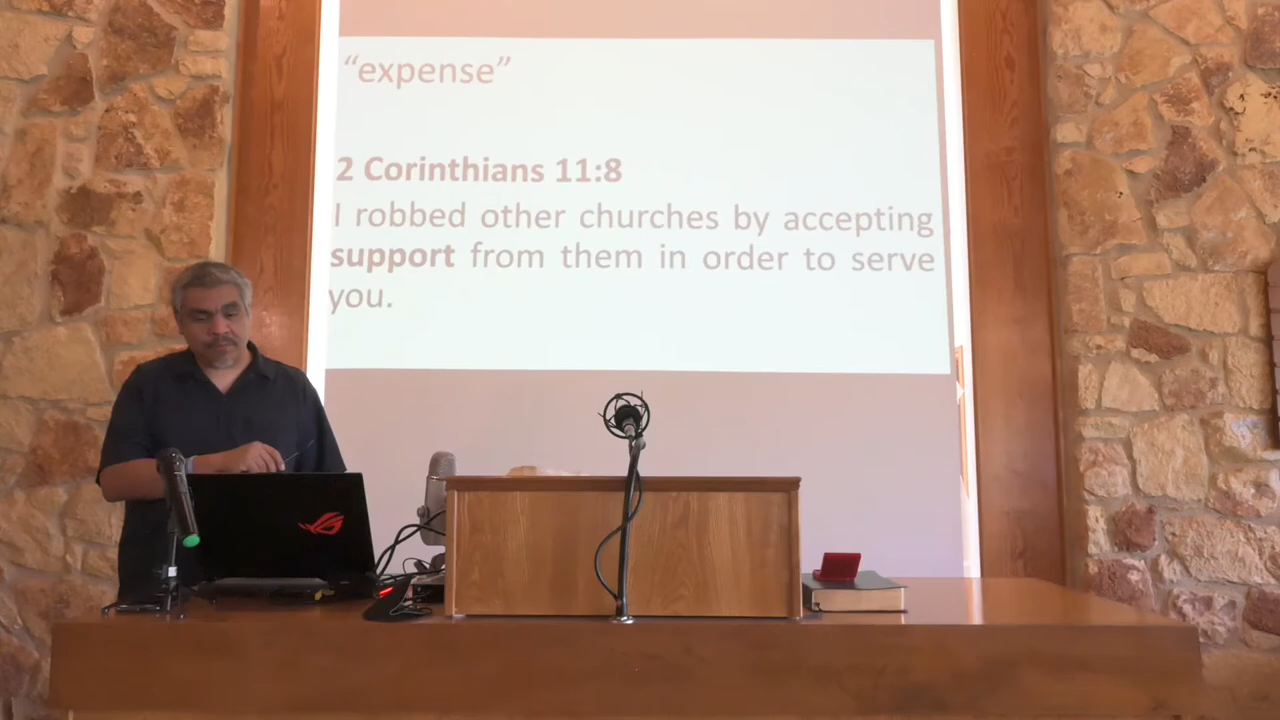 “expense”
2 Corinthians 11:8
I robbed other churches by accepting
support from them in order to serve
you.